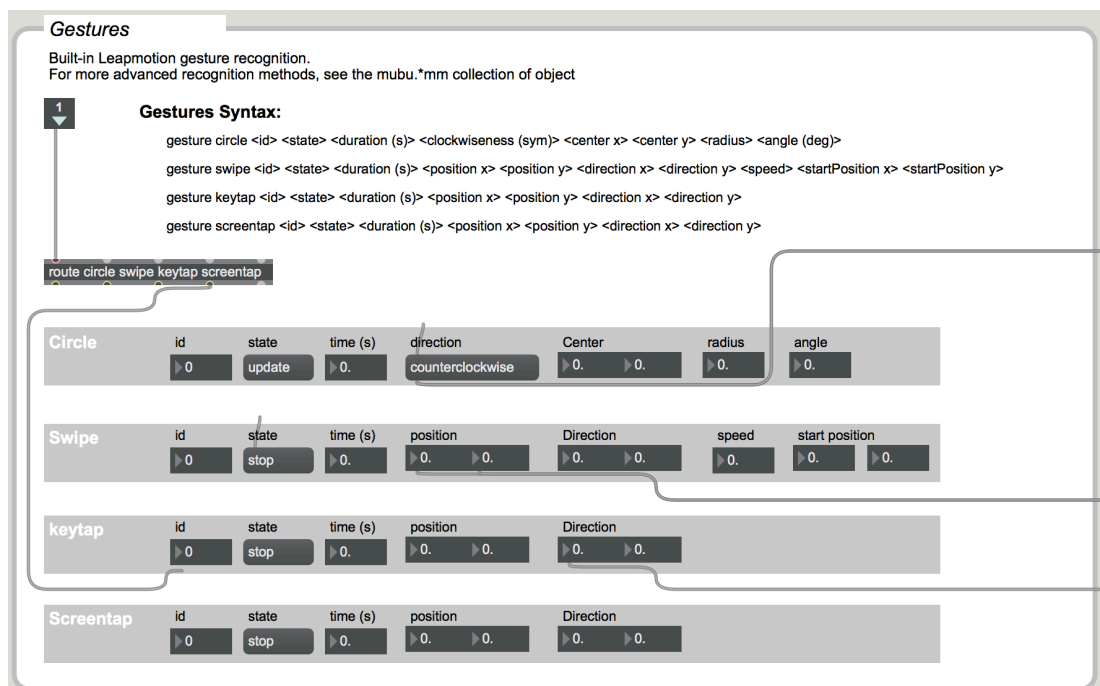 Gestures
Built-in Leapmotion gesture recognition.
For more advanced recognition methods, see the mubu.*mm collection of object
1
Gestures Syntax:
gesture circle <id> <state> <duration (s)> <clockwiseness (sym)> <center x> <center y> <radius> <angle (deg)>
gesture swipe <id> <state> <duration (s)> <position x> <position y> <direction x> <direction y> <speed> <startPosition x> <startPosition y>
gesture keytap <id> <state> <duration (s)> <position x> <position y> <direction x> <direction y>
gesture screentap <id> <state> <duration (s)> <position x> <position y> <direction x> <direction y>
route circle swipe keytap screentap
Circle id state time (s) direction Center radius angle
0 update 0. counterclockwise 0. 0. 0. 0.
Swipe id state time (s) position Direction speed start position
0 stop 0. 0. 0. 0. 0. 0. 0. 0.
keytap id state time (s) position Direction
0 stop 0. 0. 0. 0. 0.
Screentap id state time (s) position Direction
0 stop 0. 0. 0. 0. 0.